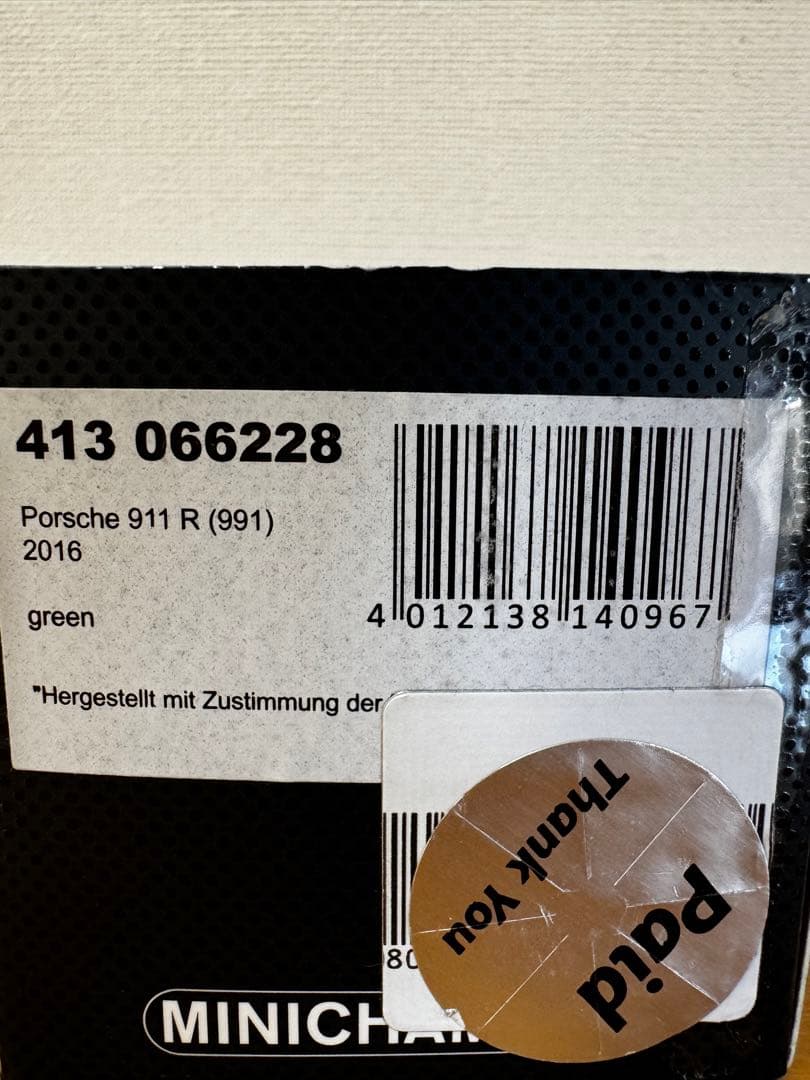 413 066228
Porsche 911 R (991)
2016
green
4 012138 140967
"Hergestellt mit Zustimmung der
80
Thank You
Paid
MINICHAM